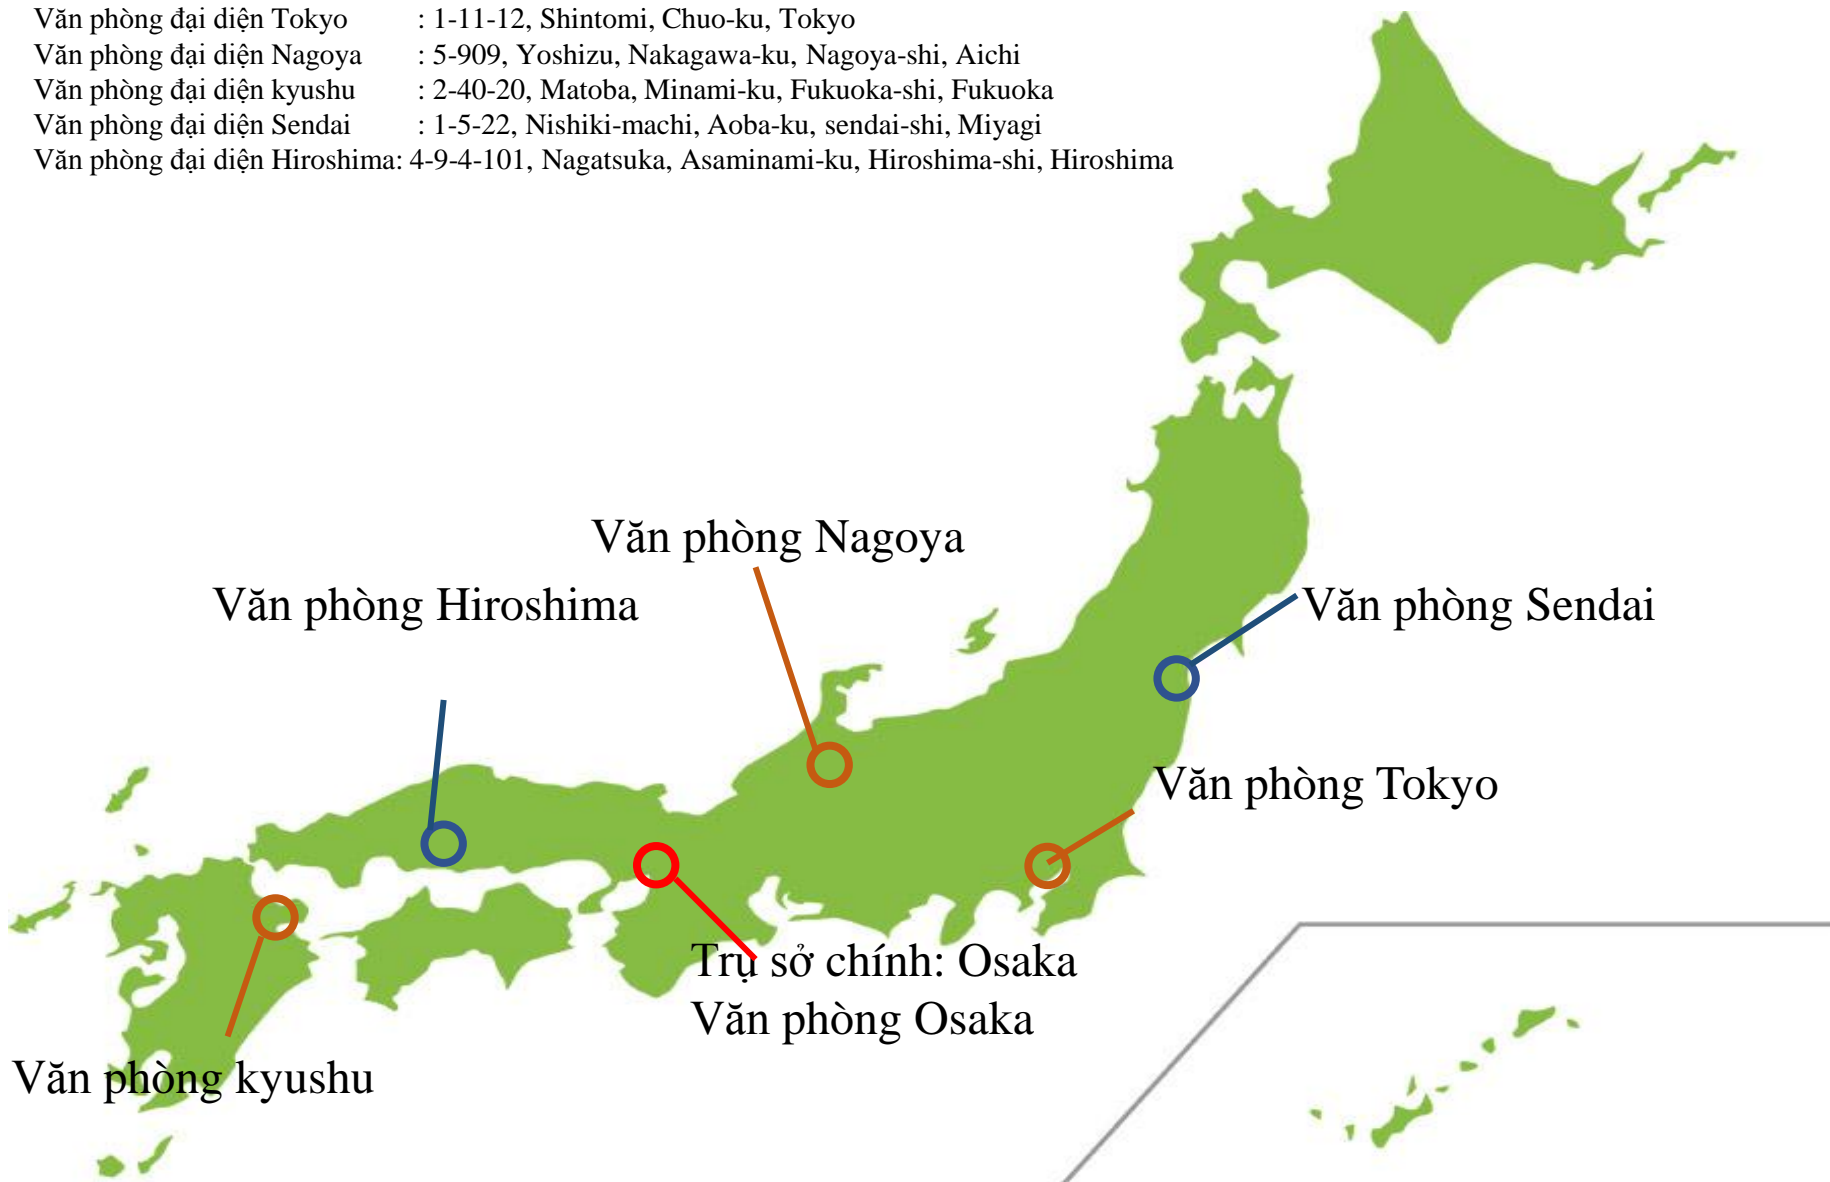 Văn phòng đại diện Tokyo : 1-11-12, Shintomi, Chuo-ku, Tokyo
Văn phòng đại diện Nagoya : 5-909, Yoshizu, Nakagawa-ku, Nagoya-shi, Aichi
Văn phòng đại diện kyushu : 2-40-20, Matoba, Minami-ku, Fukuoka-shi, Fukuoka
Văn phòng đại diện Sendai : 1-5-22, Nishiki-machi, Aoba-ku, sendai-shi, Miyagi
Văn phòng đại diện Hiroshima: 4-9-4-101, Nagatsuka, Asaminami-ku, Hiroshima-shi, Hiroshima
Văn phòng Nagoya
Văn phòng Hiroshima
Văn phòng Sendai
Văn phòng Tokyo
Trụ sở chính: Osaka
Văn phòng Osaka
Văn phòng kyushu